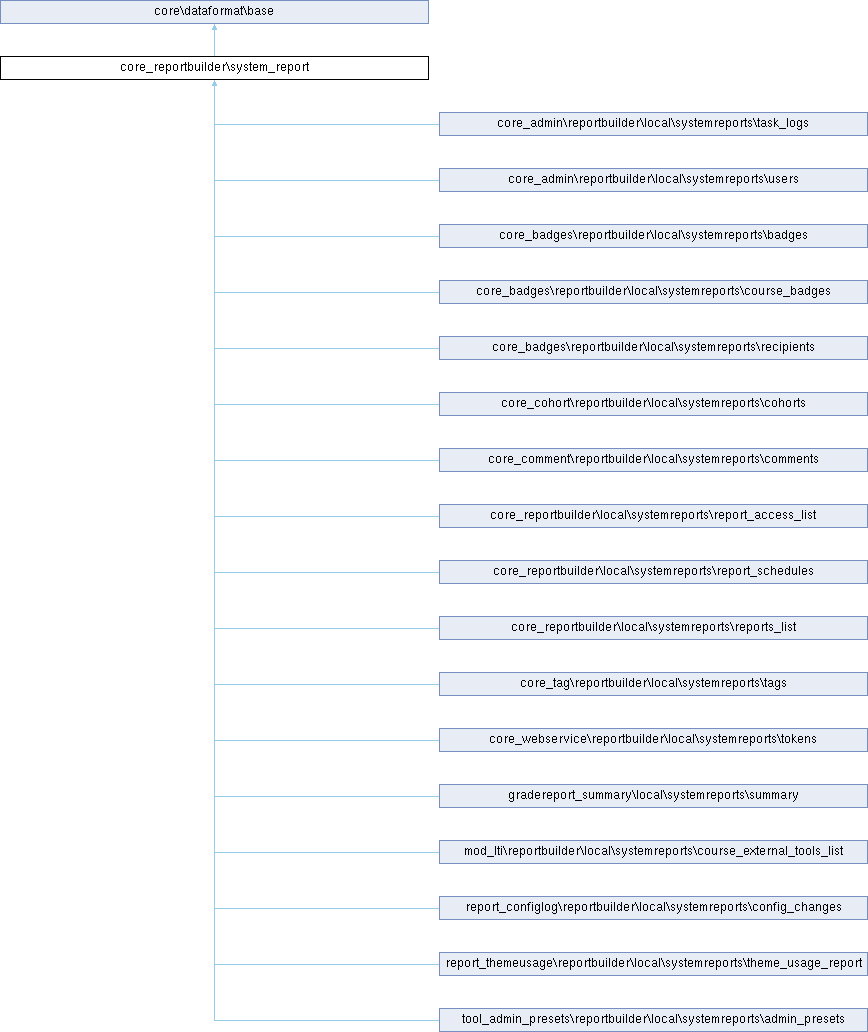 core\dataformat\base
core_reportbuilder\system_report
core_admin\reportbuilder\local\systemreports\task_logs
core_admin\reportbuilder\local\systemreports\users
core_badges\reportbuilder\local\systemreports\badges
core_badges\reportbuilder\local\systemreports\course_badges
core_badges\reportbuilder\local\systemreports\recipients
core_cohort\reportbuilder\local\systemreports\cohorts
core_comment\reportbuilder\local\systemreports\comments
core_reportbuilder\local\systemreports\report_access_list
core_reportbuilder\local\systemreports\report_schedules
core_reportbuilder\local\systemreports\reports_list
core_tag\reportbuilder\local\systemreports\tags
core_webservice\reportbuilder\local\systemreports\tokens
gradereport_summary\local\systemreports\summary
mod_lti\reportbuilder\local\systemreports\course_external_tools_list
report_configlog\reportbuilder\local\systemreports\config_changes
report_themeusage\reportbuilder\local\systemreports\theme_usage_report
tool_admin_presets\reportbuilder\local\systemreports\admin_presets